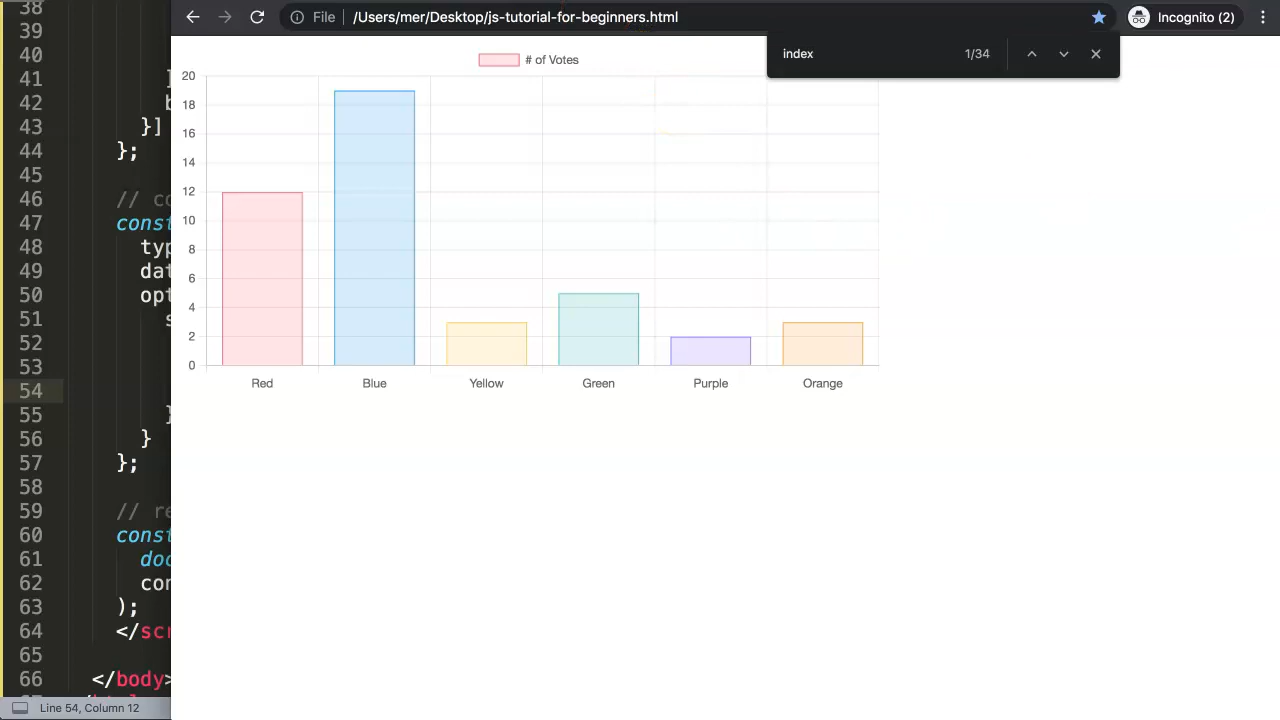 File /Users/mer/Desktop/js-tutorial-for-beginners.html
Incognito (2)
index 1/34
# of Votes
20
18
16
14
12
10
8
6
4
2
0
Red Blue Yellow Green Purple Orange
38
39
40
41 ]
42 b
43 }]
44 };
45
46 // co
47 const
48 typ
49 dat
50 opt
51 s
52
53
54
55 }
56 }
57 };
58
59 // re
60 const
61 doc
62 con
63 );
64 </scr
65
66 </body>
Line 54, Column 12